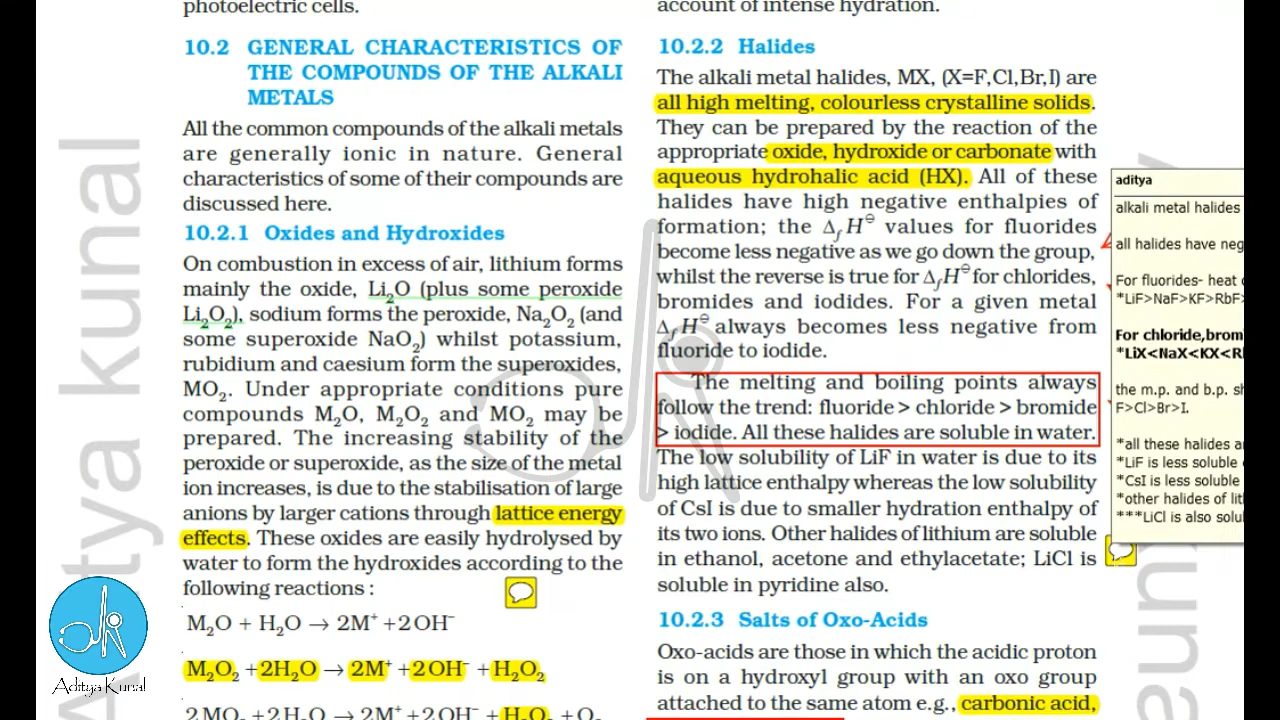 photoelectric cells.
10.2 GENERAL CHARACTERISTICS OF
THE COMPOUNDS OF THE ALKALI
METALS
All the common compounds of the alkali metals
are generally ionic in nature. General
characteristics of some of their compounds are
discussed here.
10.2.1 Oxides and Hydroxides
On combustion in excess of air, lithium forms
mainly the oxide, Li₂O (plus some peroxide
Li₂O₂), sodium forms the peroxide, Na₂O₂ (and
some superoxide NaO₂) whilst potassium,
rubidium and caesium form the superoxides,
MO₂. Under appropriate conditions pure
compounds M₂O, M₂O₂ and MO₂ may be
prepared. The increasing stability of the
peroxide or superoxide, as the size of the metal
ion increases, is due to the stabilisation of large
anions by larger cations through lattice energy
effects. These oxides are easily hydrolysed by
water to form the hydroxides according to the
following reactions :
M₂O + H₂O → 2M⁺ + 2OH⁻
M₂O₂ + 2H₂O → 2M⁺ + 2OH⁻ + H₂O₂
2MO₂ + 2H₂O → 2M⁺ + 2OH⁻ + H₂O₂ + O₂
account of intense hydration.
10.2.2 Halides
The alkali metal halides, MX, (X=F,Cl,Br,I) are
all high melting, colourless crystalline solids.
They can be prepared by the reaction of the
appropriate oxide, hydroxide or carbonate with
aqueous hydrohalic acid (HX). All of these
halides have high negative enthalpies of
formation; the Δf H⊖ values for fluorides
become less negative as we go down the group,
whilst the reverse is true for Δf H⊖ for chlorides,
bromides and iodides. For a given metal
Δf H⊖ always becomes less negative from
fluoride to iodide.
The melting and boiling points always
follow the trend: fluoride > chloride > bromide
> iodide. All these halides are soluble in water.
The low solubility of LiF in water is due to its
high lattice enthalpy whereas the low solubility
of CsI is due to smaller hydration enthalpy of
its two ions. Other halides of lithium are soluble
in ethanol, acetone and ethylacetate; LiCl is
soluble in pyridine also.
10.2.3 Salts of Oxo-Acids
Oxo-acids are those in which the acidic proton
is on a hydroxyl group with an oxo group
attached to the same atom e.g., carbonic acid,
aditya
alkali metal halides
all halides have neg
For fluorides- heat
*LiF>NaF>KF>RbF>
For chloride,brom
*LiX<NaX<KX<R
the m.p. and b.p. s
F>Cl>Br>I.
*all these halides a
*LiF is less soluble
*CsI is less soluble
*other halides of lit
***LiCl is also solu
Aditya kunal
Aditya Kunal